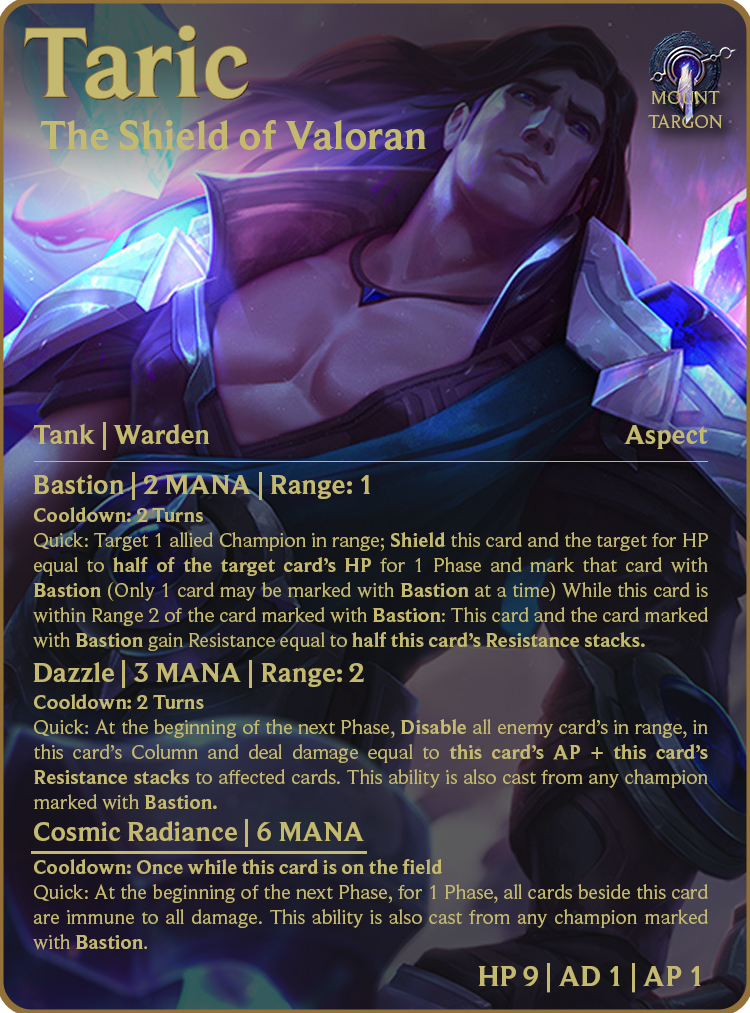 Taric
The Shield of Valoran
MOUNT
TARGON
Tank | Warden
Aspect
Bastion | 2 MANA | Range: 1
Cooldown: 2 Turns
Quick: Target 1 allied Champion in range; Shield this card and the target for HP
equal to half of the target card's HP for 1 Phase and mark that card with
Bastion (Only 1 card may be marked with Bastion at a time) While this card is
within Range 2 of the card marked with Bastion: This card and the card marked
with Bastion gain Resistance equal to half this card's Resistance stacks.
Dazzle | 3 MANA | Range: 2
Cooldown: 2 Turns
Quick: At the beginning of the next Phase, Disable all enemy card's in range, in
this card's Column and deal damage equal to this card's AP + this card's
Resistance stacks to affected cards. This ability is also cast from any champion
marked with Bastion.
Cosmic Radiance | 6 MANA
Cooldown: Once while this card is on the field
Quick: At the beginning of the next Phase, for 1 Phase, all cards beside this card
are immune to all damage. This ability is also cast from any champion marked
with Bastion.
HP 9 | AD 1 | AP 1